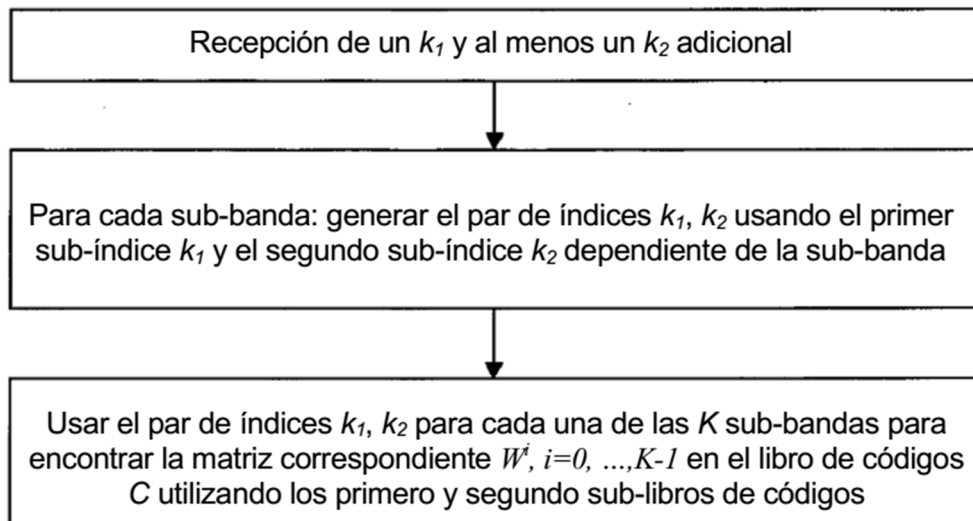 Recepción de un k₁ y al menos un k₂ adicional
Para cada sub-banda: generar el par de índices k₁, k₂ usando el primer
sub-índice k₁ y el segundo sub-índice k₂ dependiente de la sub-banda
Usar el par de índices k₁, k₂ para cada una de las K sub-bandas para
encontrar la matriz correspondiente Wⁱ, i=0, ...,K-1 en el libro de códigos
C utilizando los primero y segundo sub-libros de códigos